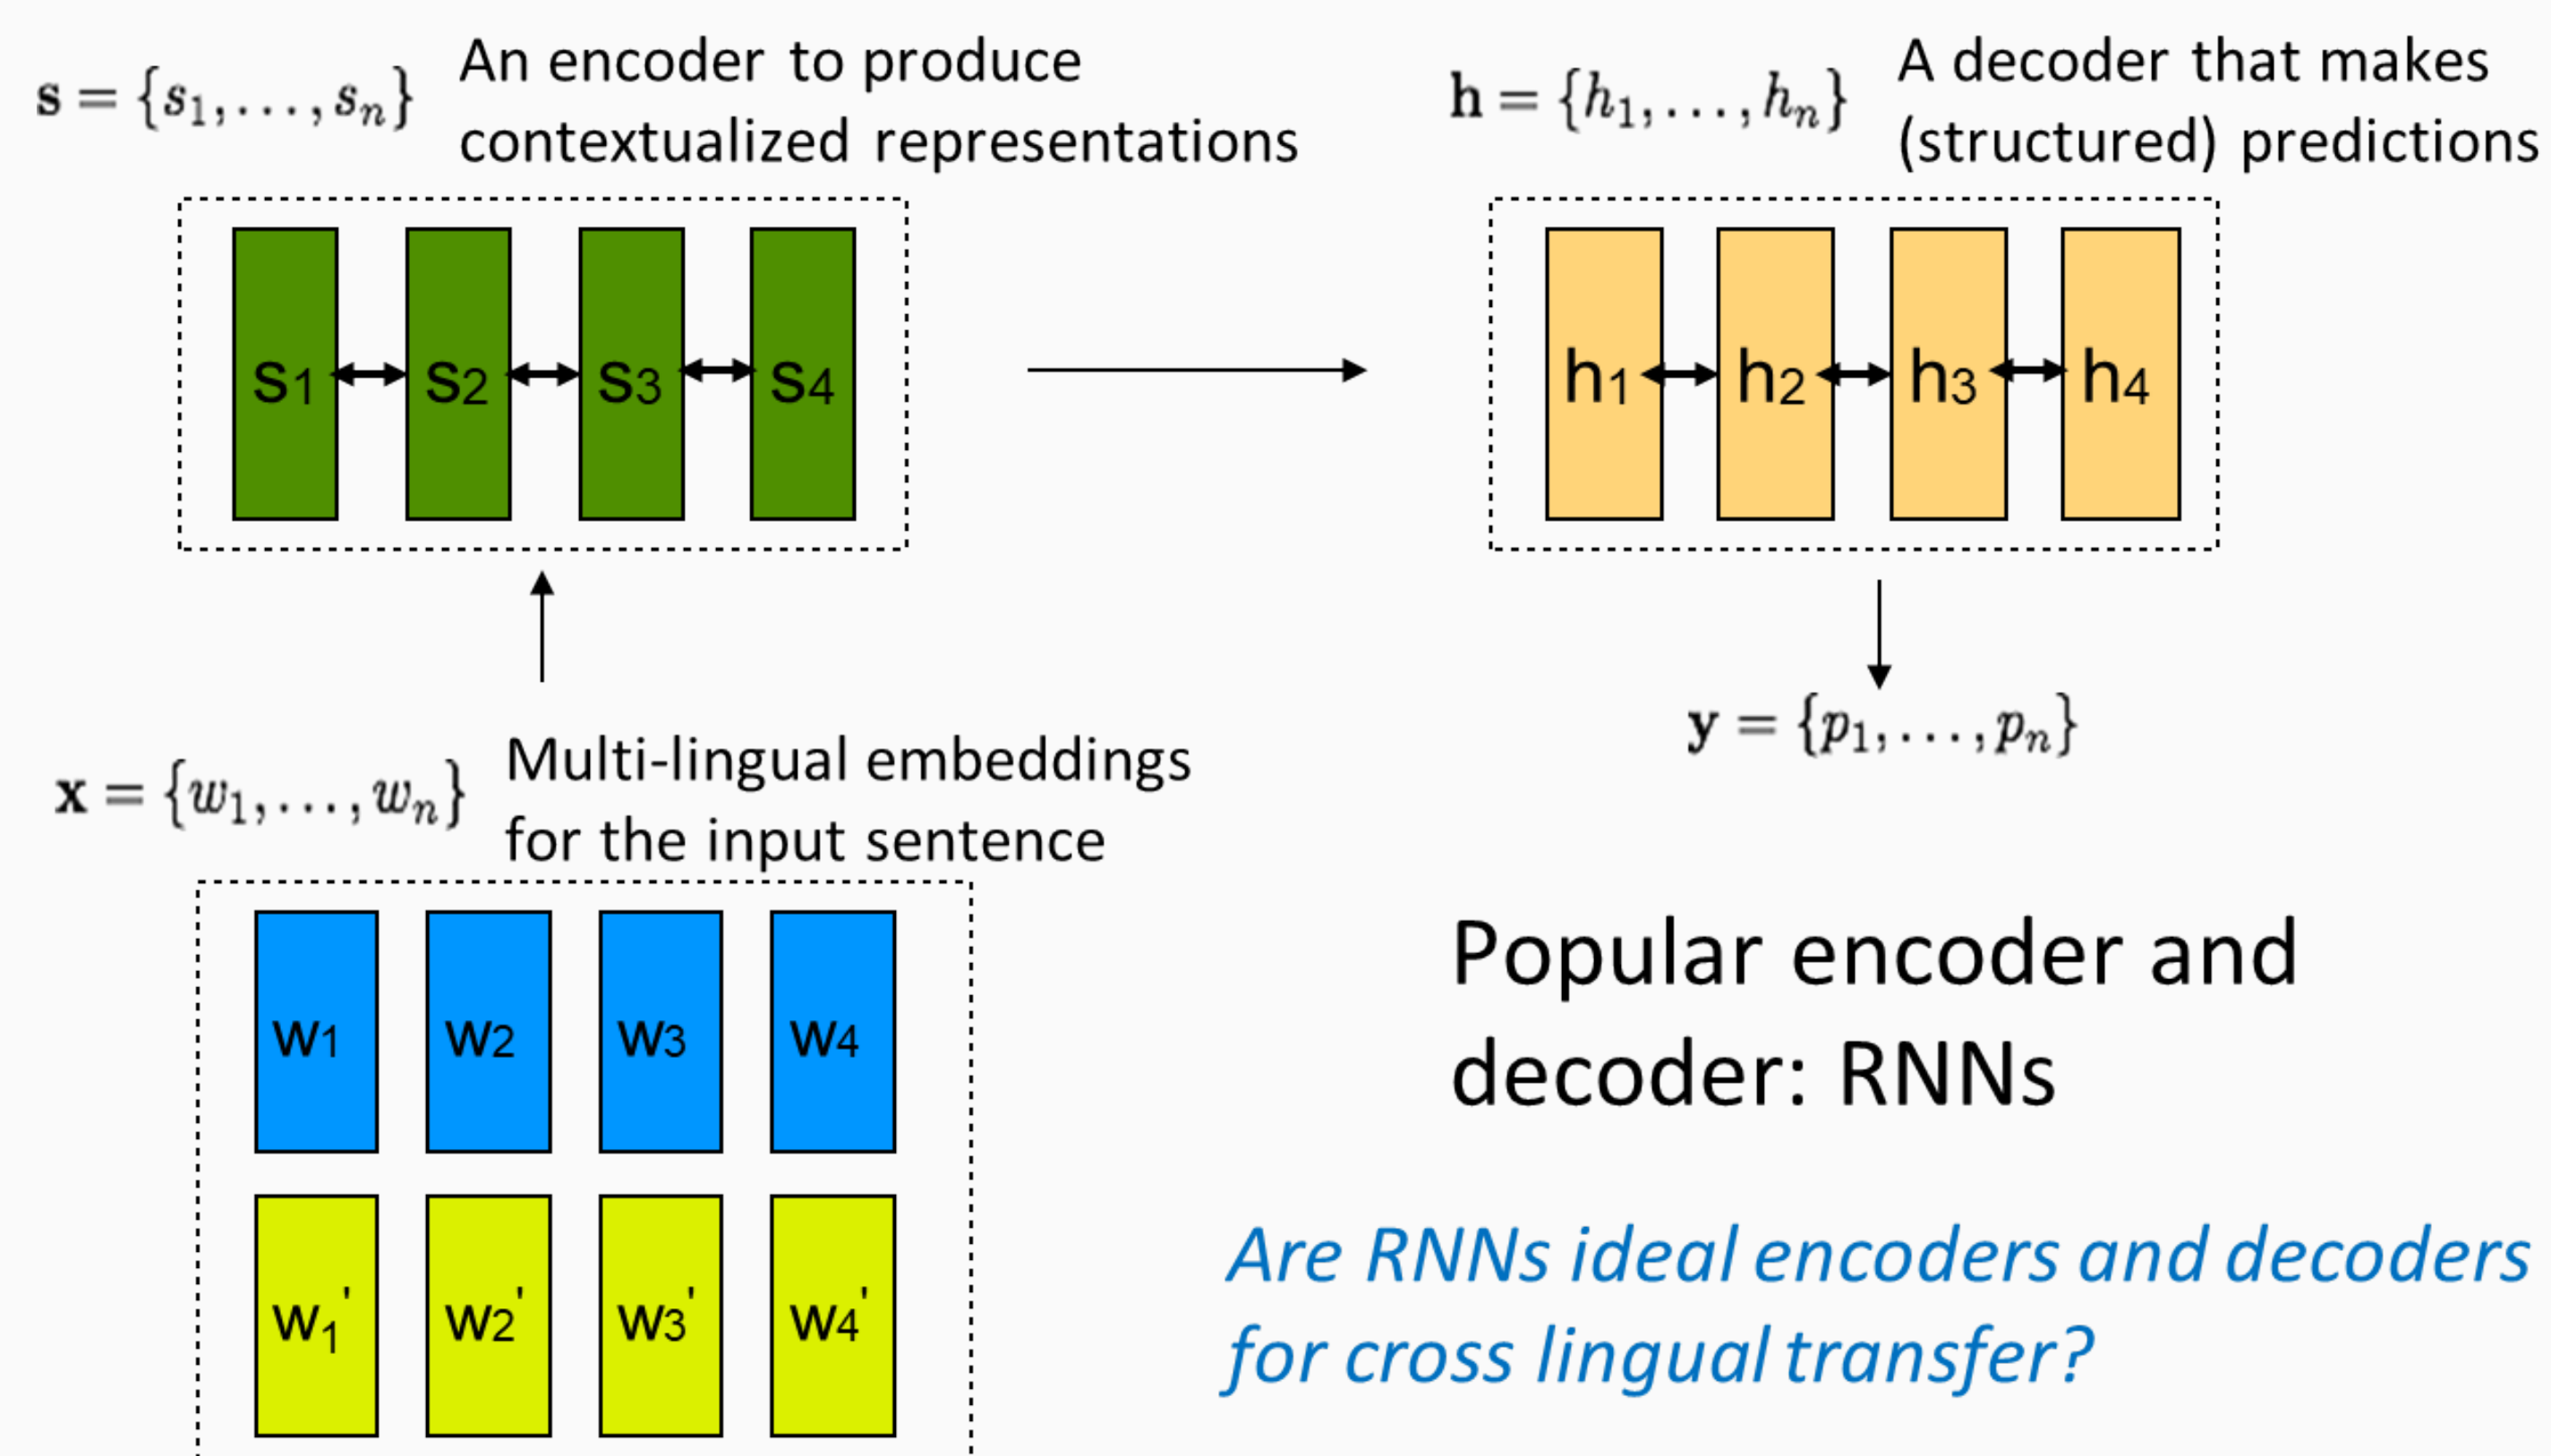 s = {s1, . . . , sn}
An encoder to produce
contextualized representations
h = {h1, . . . , hn}
A decoder that makes
(structured) predictions
s1 s2 s3 s4
h1 h2 h3 h4
y = {p1, . . . , pn}
x = {w1, . . . , wn}
Multi-lingual embeddings
for the input sentence
w1 w2 w3 w4
w1' w2' w3' w4'
Popular encoder and
decoder: RNNs
Are RNNs ideal encoders and decoders
for cross lingual transfer?